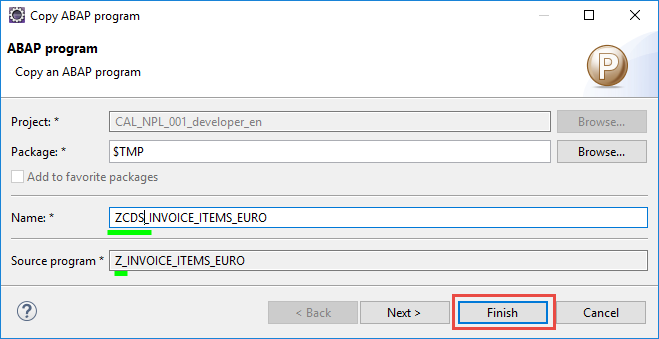 Copy ABAP program
ABAP program
Copy an ABAP program
P
Project: * CAL_NPL_001_developer_en Browse...
Package: * $TMP Browse...
Add to favorite packages
Name: * ZCDS_INVOICE_ITEMS_EURO
Source program * Z_INVOICE_ITEMS_EURO
? < Back Next > Finish Cancel